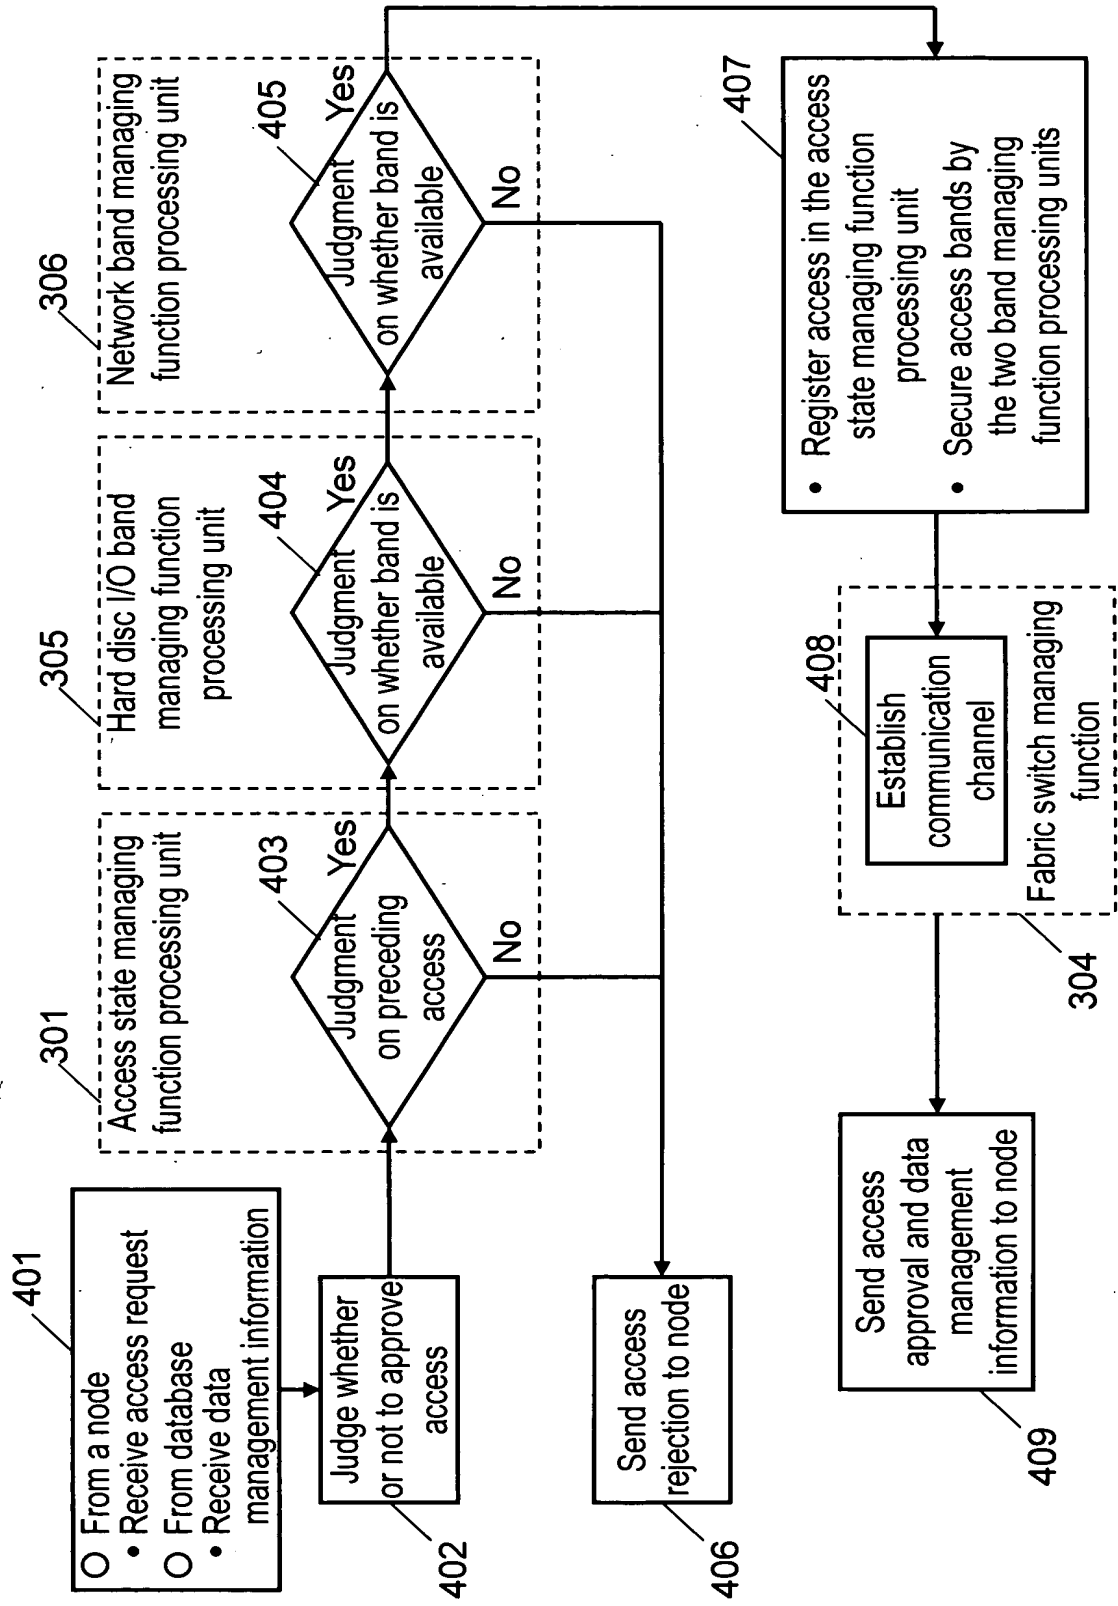 401
○ From a node
• Receive access request
○ From database
• Receive data
management information
402
Judge whether
or not to approve
access
301
Access state managing
function processing unit
403
Judgment
on preceding
access
Yes
No
305
Hard disc I/O band
managing function
processing unit
404
Judgment
on whether band is
available
Yes
No
306
Network band managing
function processing unit
405
Judgment
on whether band is
available
Yes
No
406
Send access
rejection to node
407
• Register access in the access
state managing function
processing unit
• Secure access bands by
the two band managing
function processing units
408
Establish
communication
channel
Fabric switch managing
function
304
409
Send access
approval and data
management
information to node